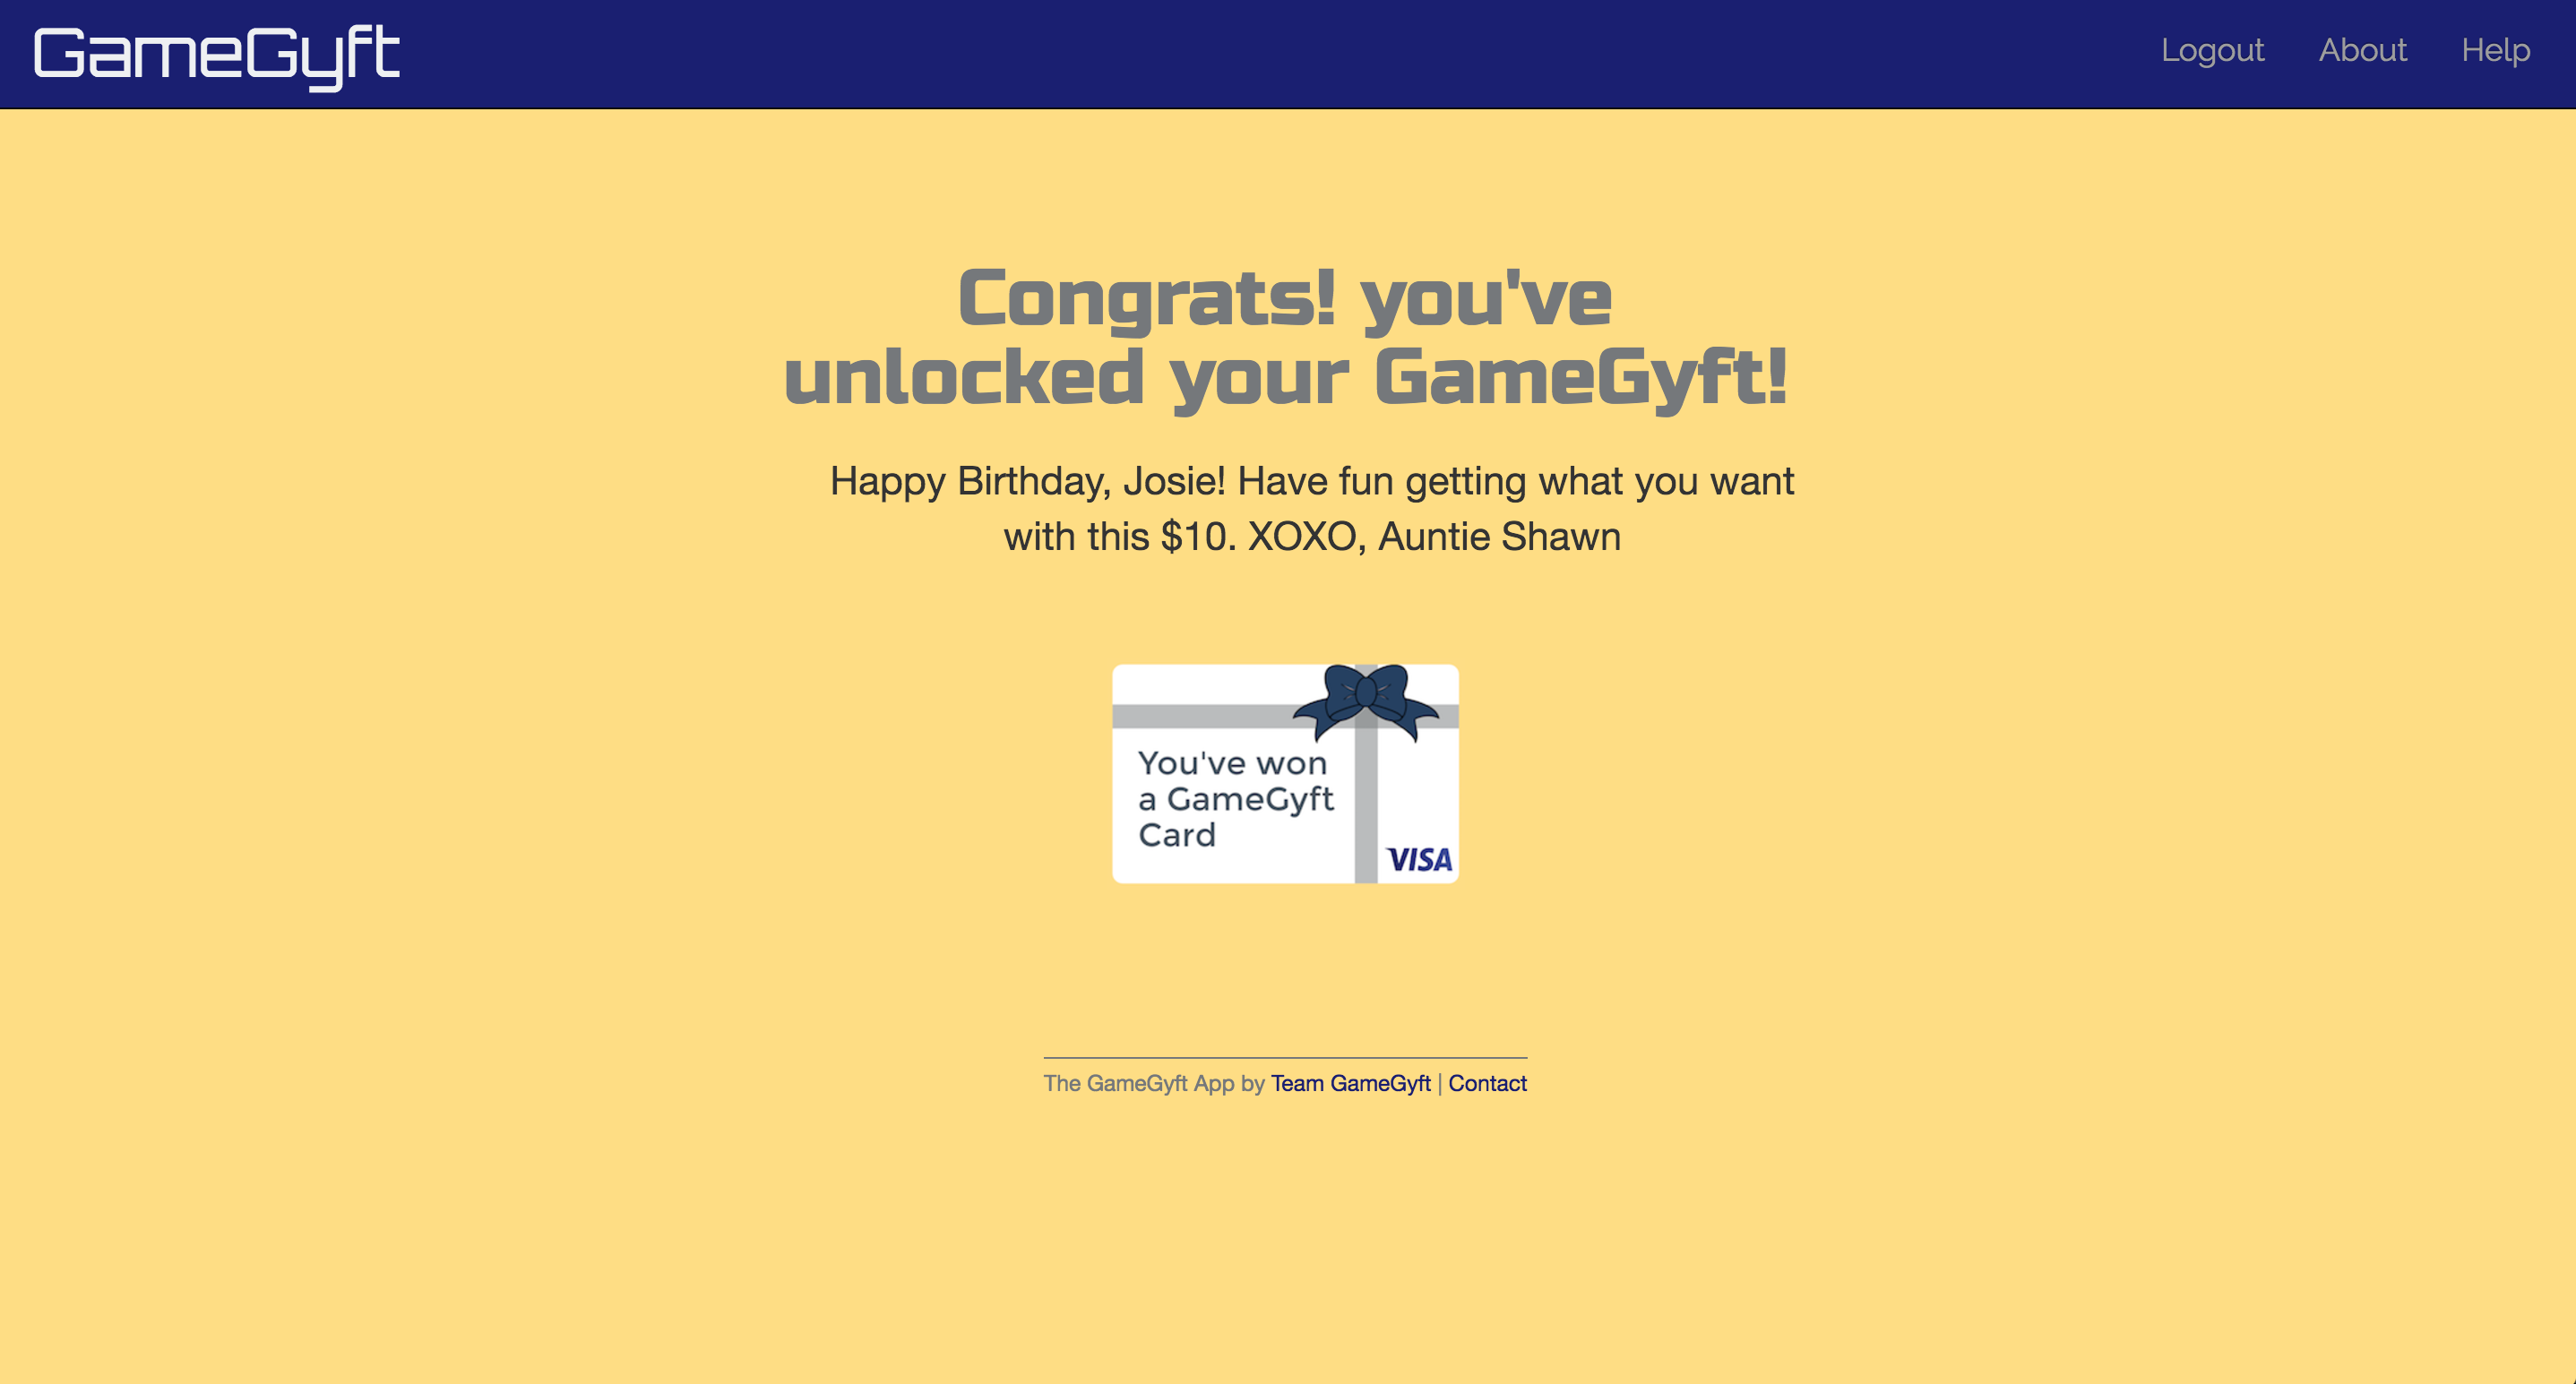 GameGyft
Logout About Help
Congrats! you've
unlocked your GameGyft!
Happy Birthday, Josie! Have fun getting what you want
with this $10. XOXO, Auntie Shawn
You've won
a GameGyft
Card
VISA
The GameGyft App by Team GameGyft | Contact